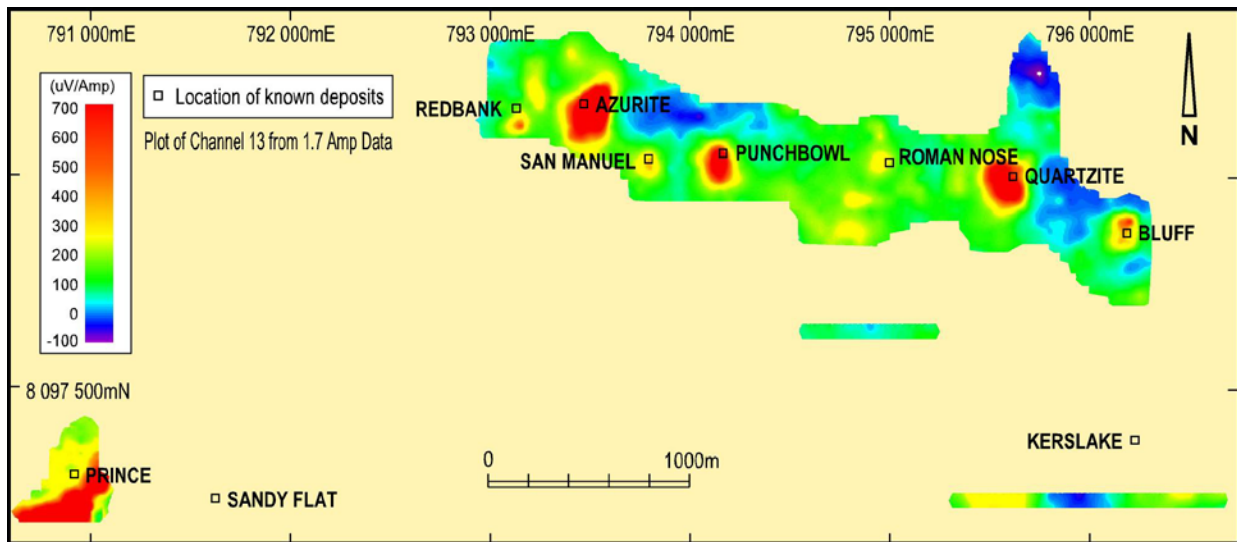 791 000mE
792 000mE
793 000mE
794 000mE
795 000mE
796 000mE
(uV/Amp)
700
600
500
400
300
200
100
0
-100
Location of known deposits
Plot of Channel 13 from 1.7 Amp Data
N
REDBANK
AZURITE
SAN MANUEL
PUNCHBOWL
ROMAN NOSE
QUARTZITE
BLUFF
8 097 500mN
PRINCE
SANDY FLAT
0
1000m
KERSLAKE